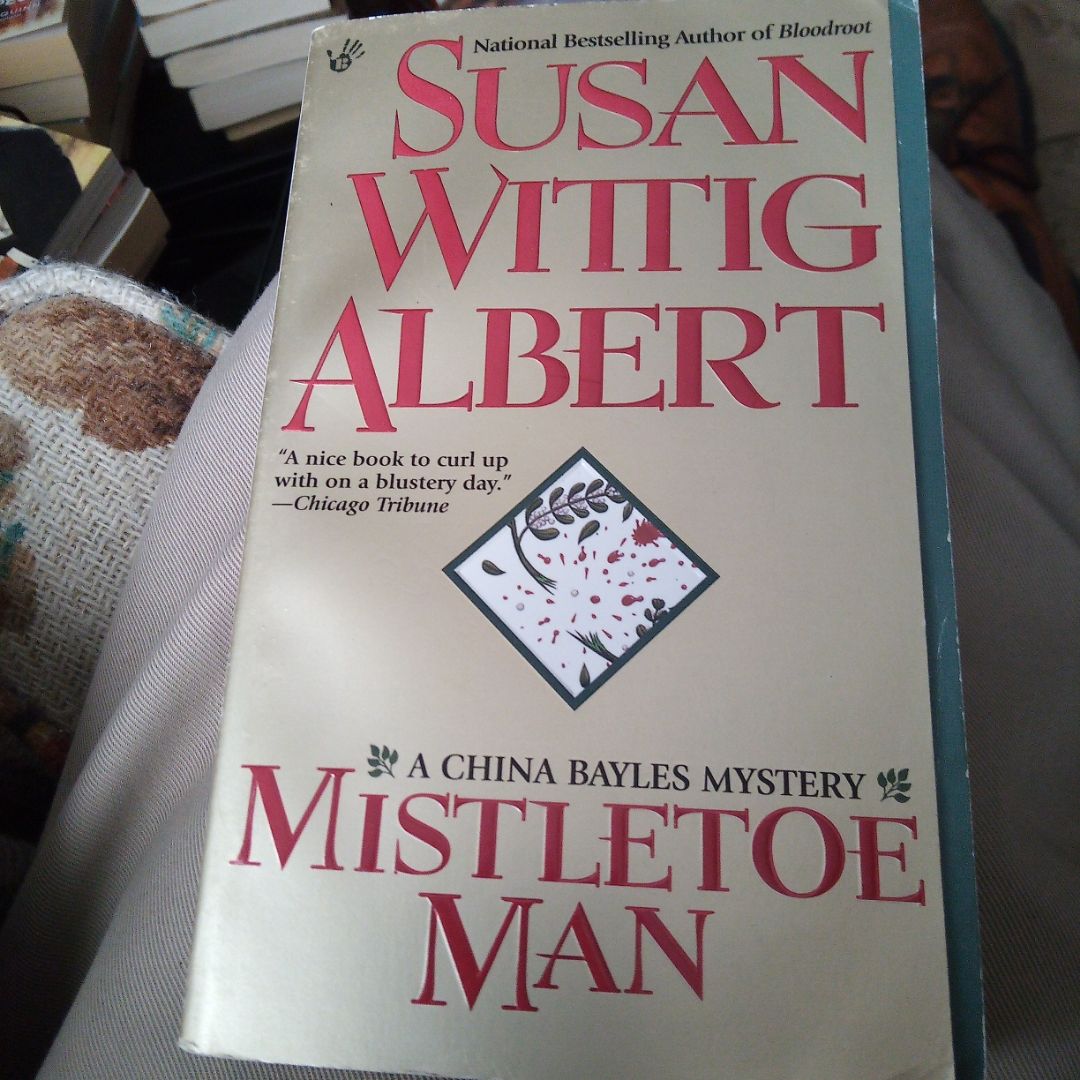 National Bestselling Author of Bloodroot
SUSAN
WITTIG
ALBERT
"A nice book to curl up
with on a blustery day."
—Chicago Tribune
A CHINA BAYLES MYSTERY
MISTLETOE
MAN